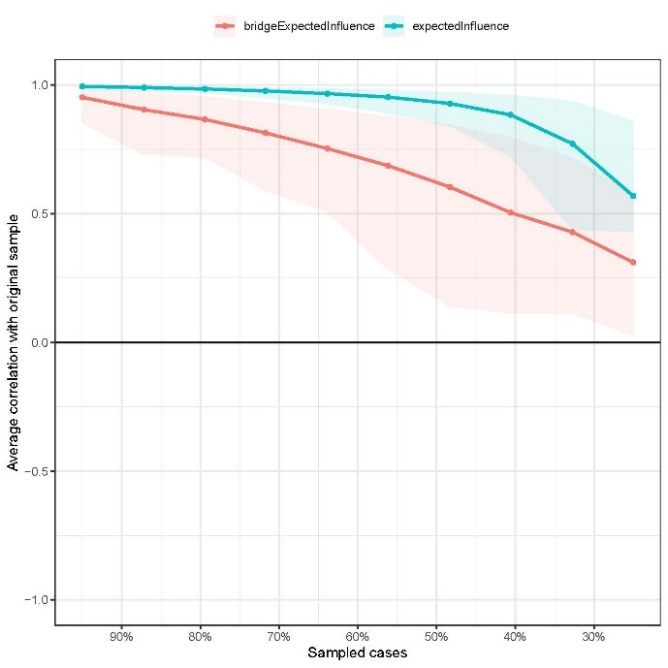 bridgeExpectedInfluence expectedInfluence
Average correlation with original sample
1.0
0.5
0.0
−0.5
−1.0
90% 80% 70% 60% 50% 40% 30%
Sampled cases